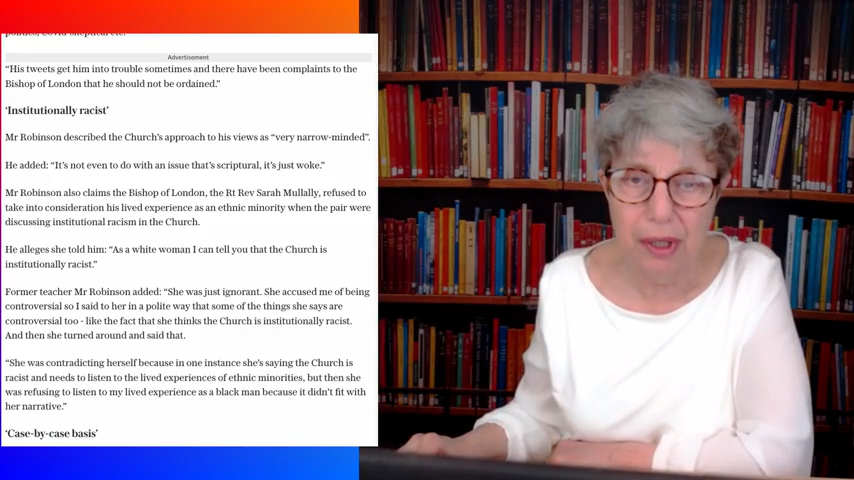 Advertisement
“His tweets get him into trouble sometimes and there have been complaints to the
Bishop of London that he should not be ordained.”
‘Institutionally racist’
Mr Robinson described the Church’s approach to his views as “very narrow-minded”.
He added: “It’s not even to do with an issue that’s scriptural, it’s just woke.”
Mr Robinson also claims the Bishop of London, the Rt Rev Sarah Mullally, refused to
take into consideration his lived experience as an ethnic minority when the pair were
discussing institutional racism in the Church.
He alleges she told him: “As a white woman I can tell you that the Church is
institutionally racist.”
Former teacher Mr Robinson added: “She was just ignorant. She accused me of being
controversial so I said to her in a polite way that some of the things she says are
controversial too - like the fact that she thinks the Church is institutionally racist.
And then she turned around and said that.
“She was contradicting herself because in one instance she’s saying the Church is
racist and needs to listen to the lived experiences of ethnic minorities, but then she
was refusing to listen to my lived experience as a black man because it didn’t fit with
her narrative.”
‘Case-by-case basis’